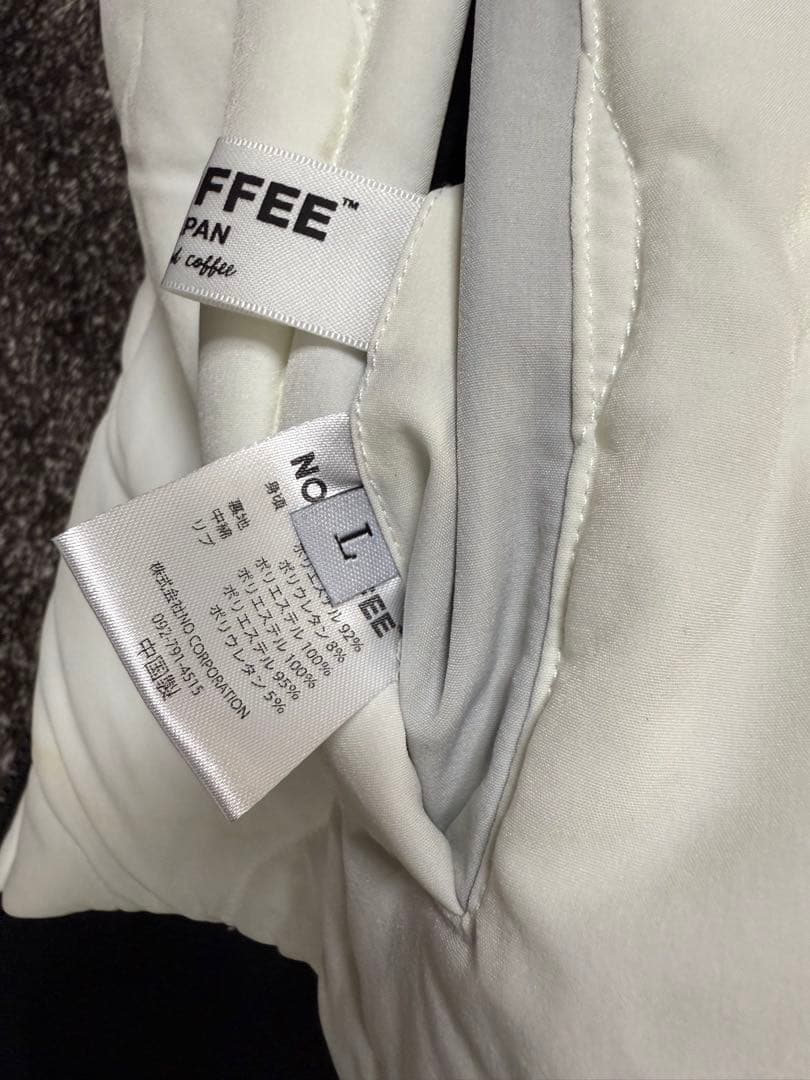 OFFEE™
PAN
d coffee
NO
FEE
L
身頃
ポリエステル 92%
ポリウレタン 8%
裏地
ポリエステル 100%
中綿
ポリエステル 100%
リブ
ポリエステル 95%
ポリウレタン 5%
株式会社NO CORPORATION
092-791-4515
中国製